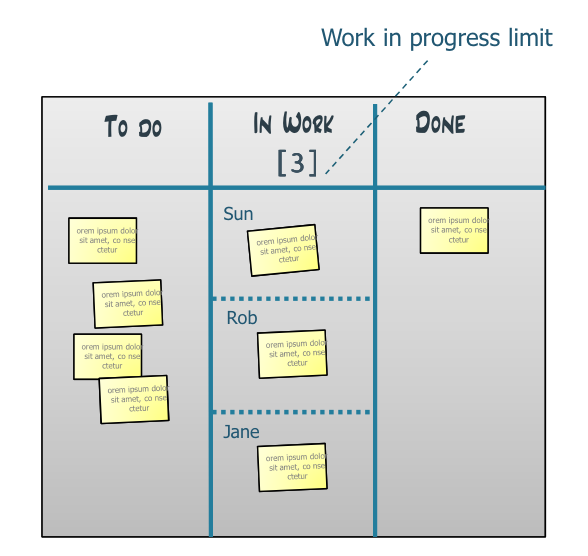 Work in progress limit
To do
In Work
Done
[3]
Sun
orem ipsum dolo
sit amet, co nse
ctetur
orem ipsum dolo
sit amet, co nse
ctetur
orem ipsum dolo
sit amet, co nse
ctetur
orem ipsum dolo
sit amet, co nse
ctetur
Rob
orem ipsum dolo
sit amet, co nse
ctetur
orem ipsum dolo
sit amet, co nse
ctetur
orem ipsum dolo
sit amet, co nse
ctetur
Jane
orem ipsum dolo
sit amet, co nse
ctetur